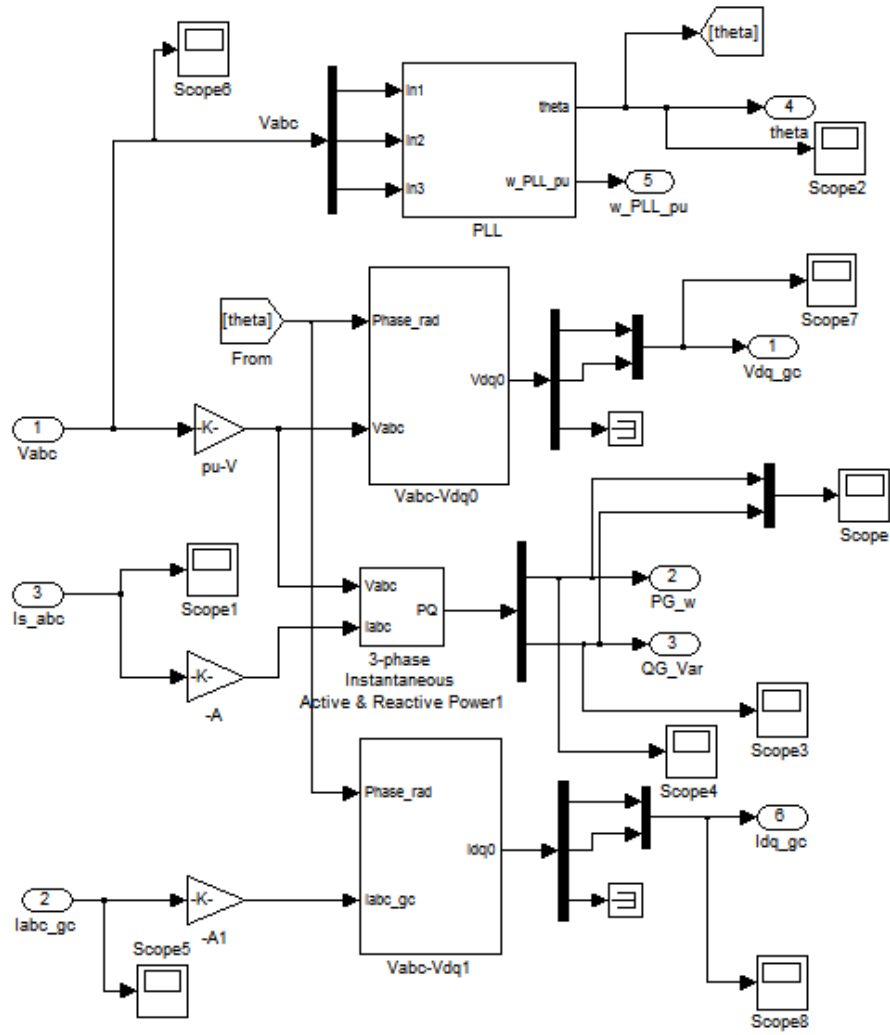 [theta]
Scope6
Vabc
In1
In2
In3
theta
w_PLL_pu
PLL
4
theta
5
w_PLL_pu
Scope2
[theta]
From
Phase_rad
Vabc
Vdq0
Vabc-Vdq0
Scope7
1
Vdq_gc
1
Vabc
-K-
pu-V
Scope
3
Is_abc
Scope1
-K-
-A
Vabc
Iabc
PQ
3-phase
Instantaneous
Active & Reactive Power1
2
PG_w
3
QG_Var
Scope3
Scope4
Phase_rad
Iabc_gc
Idq0
Vabc-Vdq1
6
Idq_gc
2
Iabc_gc
-K-
-A1
Scope5
Scope8